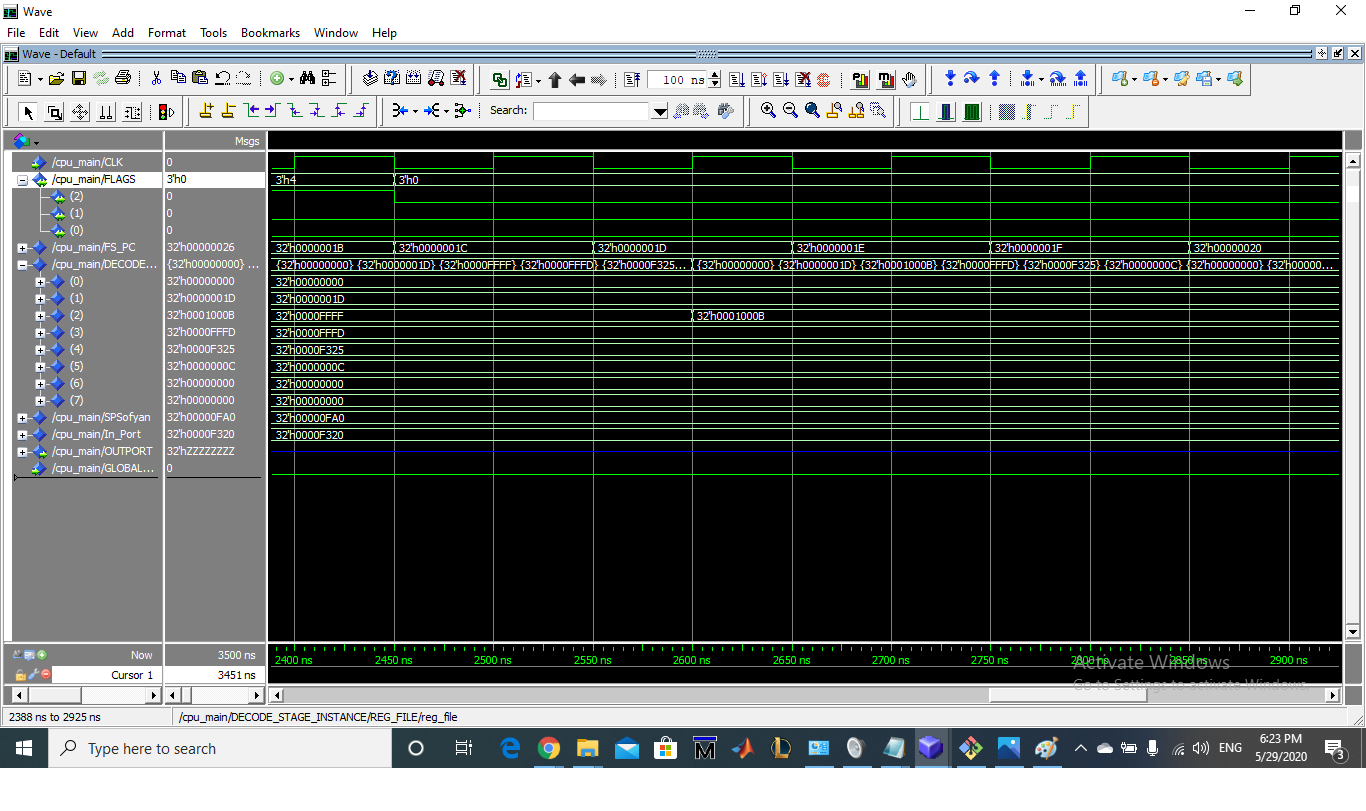 Wave
File Edit View Add Format Tools Bookmarks Window Help
Wave - Default
100 ns
Search:
Msgs
/cpu_main/CLK 0
/cpu_main/FLAGS 3'h0 3'h4 3'h0
(2) 0
(1) 0
(0) 0
/cpu_main/FS_PC 32'h00000026 32'h0000001B 32'h0000001C 32'h0000001D 32'h0000001E 32'h0000001F 32'h00000020
/cpu_main/DECODE... {32'h00000000} ... {32'h00000000} {32'h0000001D} {32'h0000FFFF} {32'h0000FFFD} {32'h0000F325... {32'h00000000} {32'h0000001D} {32'h0001000B} {32'h0000FFFD} {32'h0000F325} {32'h0000000C} {32'h00000000} {32'h00000...
(0) 32'h00000000 32'h00000000
(1) 32'h0000001D 32'h0000001D
(2) 32'h0001000B 32'h0000FFFF 32'h0001000B
(3) 32'h0000FFFD 32'h0000FFFD
(4) 32'h0000F325 32'h0000F325
(5) 32'h0000000C 32'h0000000C
(6) 32'h00000000 32'h00000000
(7) 32'h00000000 32'h00000000
/cpu_main/SPSofyan 32'h00000FA0 32'h00000FA0
/cpu_main/In_Port 32'h0000F320 32'h0000F320
/cpu_main/OUTPORT 32'hZZZZZZZZ
/cpu_main/GLOBAL... 0
Now 3500 ns 2400 ns 2450 ns 2500 ns 2550 ns 2600 ns 2650 ns 2700 ns 2750 ns 2800 ns 2850 ns 2900 ns
Activate Windows
Cursor 1 3451 ns
Go to Settings to activate Windows.
2388 ns to 2925 ns /cpu_main/DECODE_STAGE_INSTANCE/REG_FILE/reg_file
Type here to search
ENG
6:23 PM
5/29/2020
3